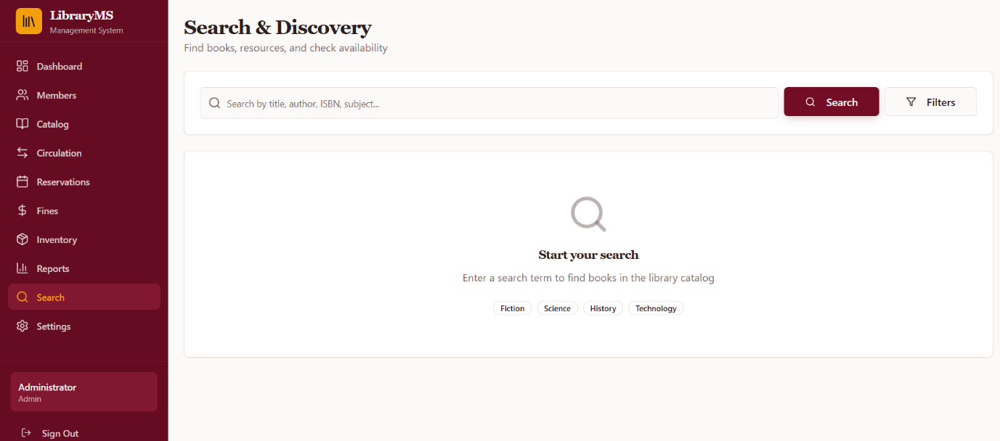 LibraryMS
Management System
Dashboard
Members
Catalog
Circulation
Reservations
Fines
Inventory
Reports
Search
Settings
Administrator
Admin
Sign Out
Search & Discovery
Find books, resources, and check availability
Search by title, author, ISBN, subject...
Search
Filters
Start your search
Enter a search term to find books in the library catalog
Fiction
Science
History
Technology